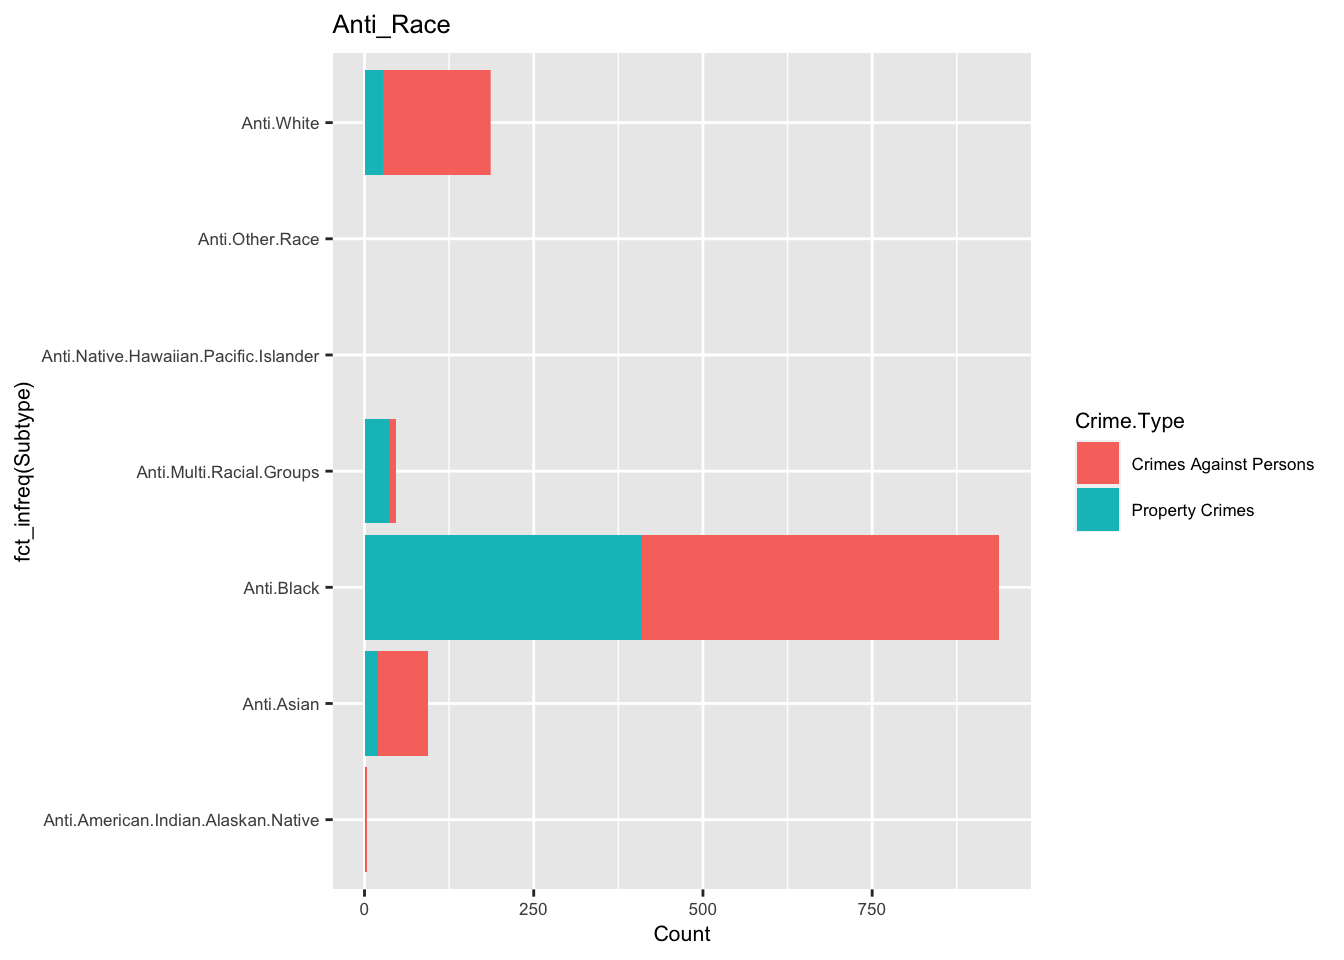 Anti_Race
Anti.White
Anti.Other.Race
Anti.Native.Hawaiian.Pacific.Islander
Anti.Multi.Racial.Groups
Anti.Black
Anti.Asian
Anti.American.Indian.Alaskan.Native
fct_infreq(Subtype)
0 250 500 750
Count
Crime.Type
Crimes Against Persons
Property Crimes